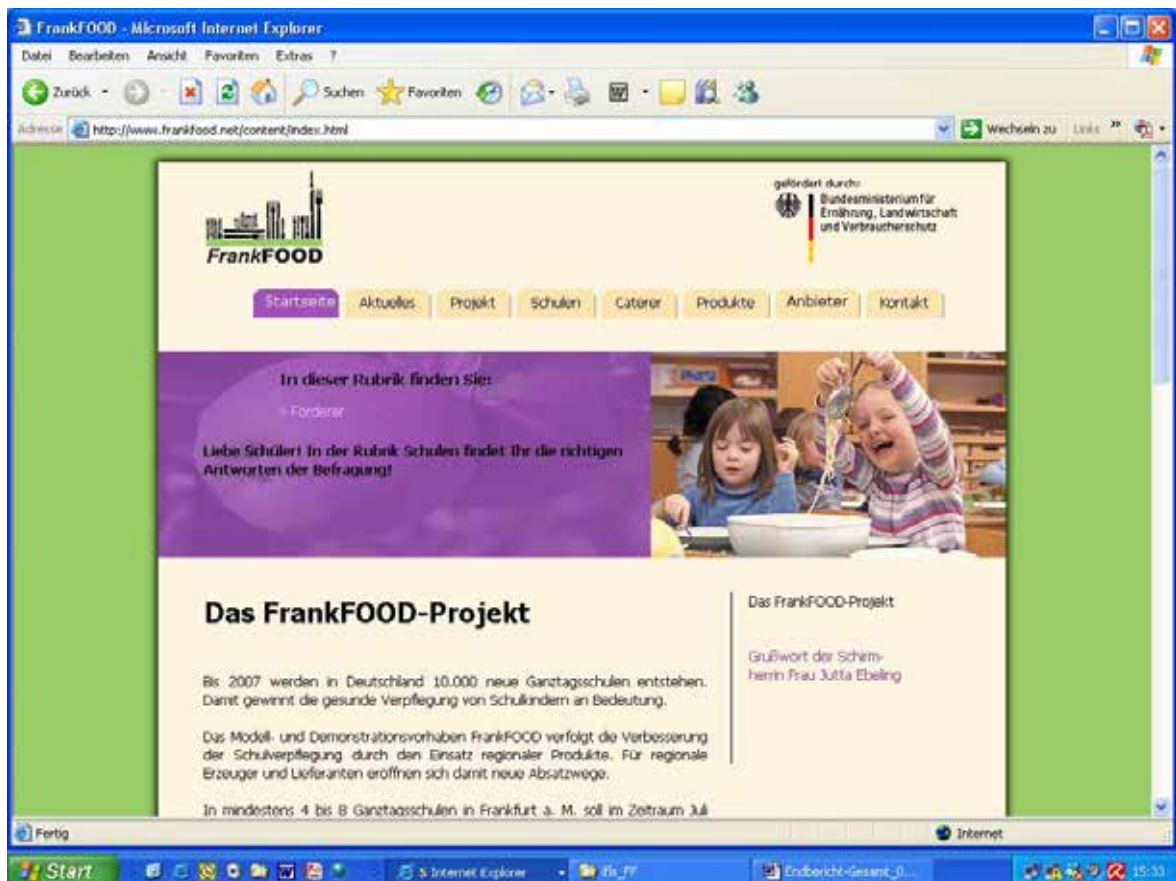 FrankFOOD - Microsoft Internet Explorer
Datei Bearbeiten Ansicht Favoriten Extras ?
Zurück Suchen Favoriten
Adresse http://www.frankfood.net/content/index.html Wechseln zu Links »
FrankFOOD
gefördert durch:
Bundesministerium für
Ernährung, Landwirtschaft
und Verbraucherschutz
Startseite Aktuelles Projekt Schulen Caterer Produkte Anbieter Kontakt
In dieser Rubrik finden Sie:
> Förderer
Liebe Schüler! In der Rubrik Schulen findet Ihr die richtigen
Antworten der Befragung!
Das FrankFOOD-Projekt
Bis 2007 werden in Deutschland 10.000 neue Ganztagsschulen entstehen.
Damit gewinnt die gesunde Verpflegung von Schulkindern an Bedeutung.
Das Modell- und Demonstrationsvorhaben FrankFOOD verfolgt die Verbesserung
der Schulverpflegung durch den Einsatz regionaler Produkte. Für regionale
Erzeuger und Lieferanten eröffnen sich damit neue Absatzwege.
In mindestens 4 bis 8 Ganztagsschulen in Frankfurt a. M. soll im Zeitraum Juli
Das FrankFOOD-Projekt
Grußwort der Schirm-
herrin Frau Jutta Ebeling
Fertig Internet
Start 5 Internet Explorer Endbericht-Gesamt_0... 15:33